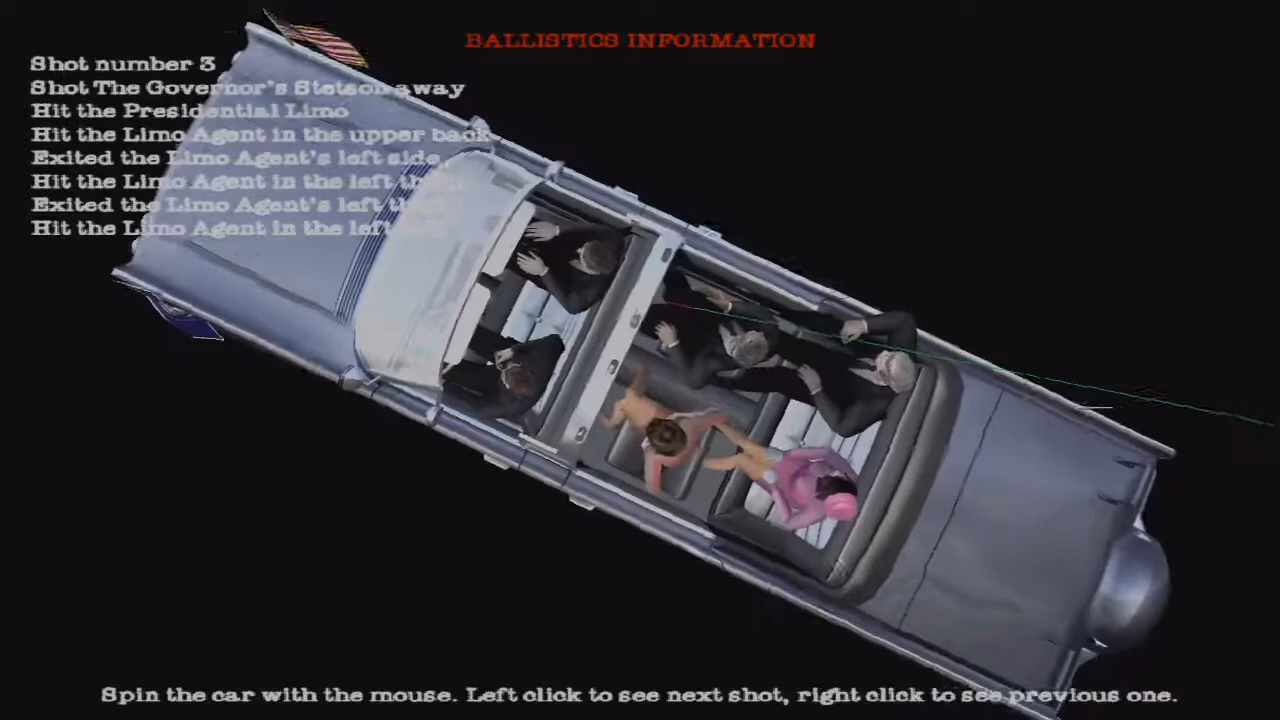 BALLISTICS INFORMATION
Shot number 3
Shot The Governor's Stetson away
Hit the Presidential Limo
Hit the Limo Agent in the upper back
Exited the Limo Agent's left side,
Hit the Limo Agent in the left
Exited the Limo Agent's left
Hit the Limo Agent in the left
Spin the car with the mouse. Left click to see next shot, right click to see previous one.